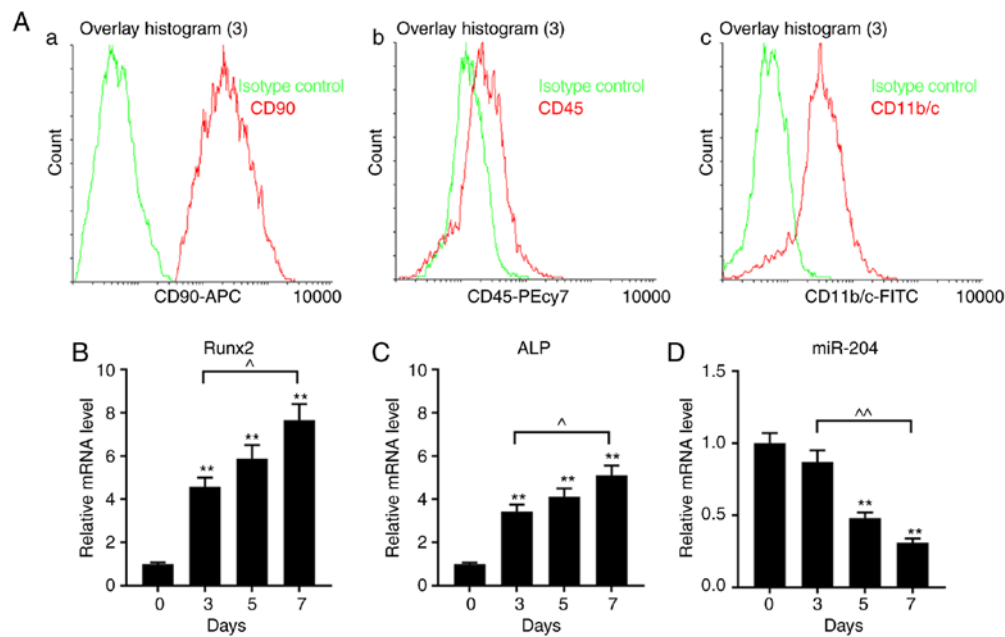 A
a
Overlay histogram (3)
Isotype control
CD90
Count
CD90-APC
10000
b
Overlay histogram (3)
Isotype control
CD45
Count
CD45-PEcy7
10000
c
Overlay histogram (3)
Isotype control
CD11b/c
Count
CD11b/c-FITC
10000
B
Runx2
Relative mRNA level
10
8
6
4
2
0
**
**
**
^
0 3 5 7
Days
C
ALP
Relative mRNA level
10
8
6
4
2
0
**
**
**
^
0 3 5 7
Days
D
miR-204
Relative mRNA level
1.5
1.0
0.5
0.0
^^
**
**
0 3 5 7
Days